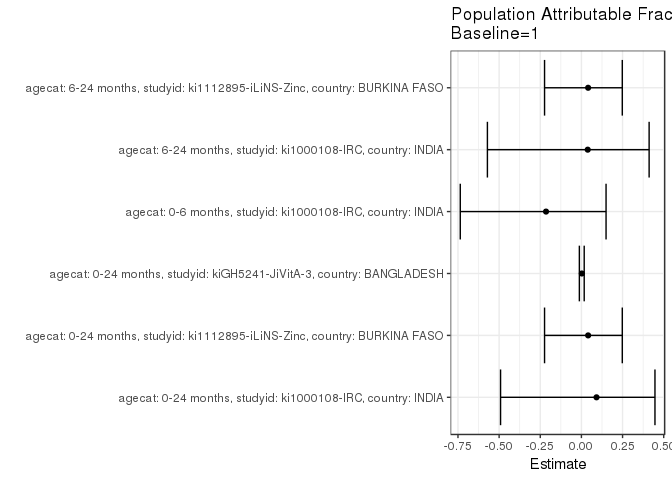 Population Attributable Frac
Baseline=1
agecat: 6-24 months, studyid: ki1112895-iLiNS-Zinc, country: BURKINA FASO
agecat: 6-24 months, studyid: ki1000108-IRC, country: INDIA
agecat: 0-6 months, studyid: ki1000108-IRC, country: INDIA
agecat: 0-24 months, studyid: kiGH5241-JiVitA-3, country: BANGLADESH
agecat: 0-24 months, studyid: ki1112895-iLiNS-Zinc, country: BURKINA FASO
agecat: 0-24 months, studyid: ki1000108-IRC, country: INDIA
-0.75 -0.50 -0.25 0.00 0.25 0.50
Estimate